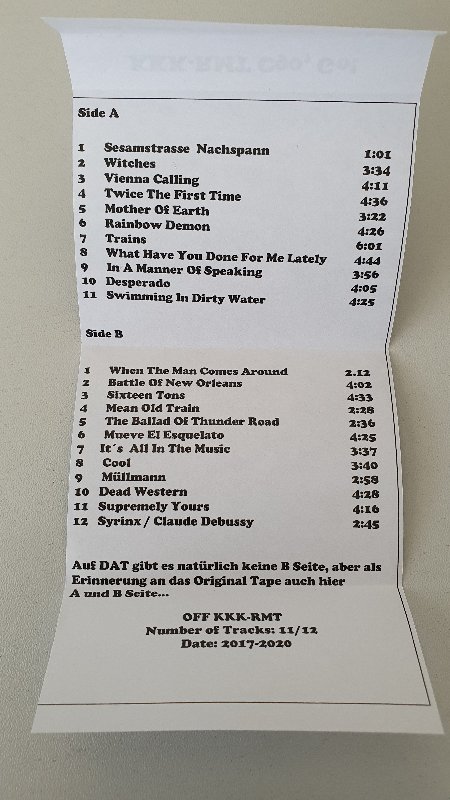 Side A
1 Sesamstrasse Nachspann 1:01
2 Witches 3:34
3 Vienna Calling 4:11
4 Twice The First Time 4:36
5 Mother Of Earth 3:22
6 Rainbow Demon 4:26
7 Trains 6:01
8 What Have You Done For Me Lately 4:44
9 In A Manner Of Speaking 3:56
10 Desperado 4:05
11 Swimming In Dirty Water 4:25
Side B
1 When The Man Comes Around 2.12
2 Battle Of New Orleans 4:02
3 Sixteen Tons 4:33
4 Mean Old Train 2:28
5 The Ballad Of Thunder Road 2:36
6 Mueve El Esquelato 4:25
7 It´s All In The Music 3:37
8 Cool 3:40
9 Müllmann 2:58
10 Dead Western 4:28
11 Supremely Yours 4:16
12 Syrinx / Claude Debussy 2:45
Auf DAT gibt es natürlich keine B Seite, aber als
Erinnerung an das Original Tape auch hier
A und B Seite...
OFF KKK-RMT
Number of Tracks: 11/12
Date: 2017-2020